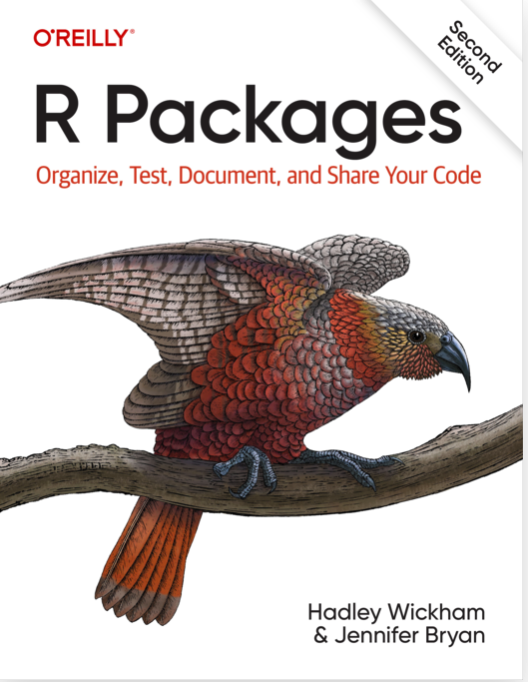 O'REILLY®
Second
Edition
R Packages
Organize, Test, Document, and Share Your Code
Hadley Wickham
& Jennifer Bryan